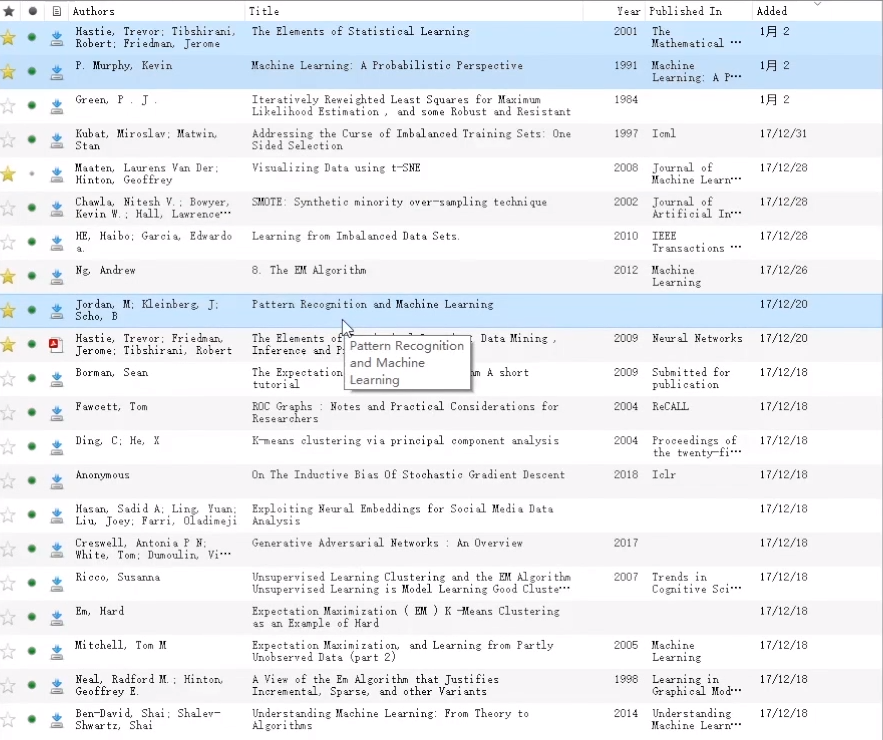 Authors Title Year Published In Added
Hastie, Trevor; Tibshirani, The Elements of Statistical Learning 2001 The 1月 2
Robert; Friedman, Jerome Mathematical ···
P. Murphy, Kevin Machine Learning: A Probabilistic Perspective 1991 Machine 1月 2
Learning: A P···
Green, P . J . Iteratively Reweighted Least Squares for Maximum 1984 1月 2
Likelihood Estimation , and some Robust and Resistant
Kubat, Miroslav; Matwin, Addressing the Curse of Imbalanced Training Sets: One 1997 Icml 17/12/31
Stan Sided Selection
Maaten, Laurens Van Der; Visualizing Data using t-SNE 2008 Journal of 17/12/28
Hinton, Geoffrey Machine Learn···
Chawla, Nitesh V.; Bowyer, SMOTE: Synthetic minority over-sampling technique 2002 Journal of 17/12/28
Kevin W.; Hall, Lawrence··· Artificial In···
HE, Haibo; Garcia, Edwardo Learning from Imbalanced Data Sets. 2010 IEEE 17/12/28
a. Transactions ···
Ng, Andrew 8. The EM Algorithm 2012 Machine 17/12/26
Learning
Jordan, M; Kleinberg, J; Pattern Recognition and Machine Learning 17/12/20
Scho, B
Hastie, Trevor; Friedman, The Elements of Data Mining , 2009 Neural Networks 17/12/20
Jerome; Tibshirani, Robert Inference and
Pattern Recognition
and Machine
Learning
Borman, Sean The A short 2009 Submitted for 17/12/18
tutorial publication
Fawcett, Tom ROC Graphs : Notes and Practical Considerations for 2004 ReCALL 17/12/18
Researchers
Ding, C; He, X K-means clustering via principal component analysis 2004 Proceedings of 17/12/18
the twenty-fi···
Anonymous On The Inductive Bias Of Stochastic Gradient Descent 2018 Iclr 17/12/18
Hasan, Sadid A; Ling, Yuan; Exploiting Neural Embeddings for Social Media Data 17/12/18
Liu, Joey; Farri, Oladimeji Analysis
Creswell, Antonia P N; Generative Adversarial Networks : An Overview 2017 17/12/18
White, Tom; Dumoulin, Vi···
Ricco, Susanna Unsupervised Learning Clustering and the EM Algorithm 2007 Trends in 17/12/18
Unsupervised Learning is Model Learning Good Cluste··· Cognitive Sci···
Em, Hard Expectation Maximization ( EM ) K -Means Clustering 17/12/18
as an Example of Hard
Mitchell, Tom M Expectation Maximization, and Learning from Partly 2005 Machine 17/12/18
Unobserved Data (part 2) Learning
Neal, Radford M.; Hinton, A View of the Em Algorithm that Justifies 1998 Learning in 17/12/18
Geoffrey E. Incremental, Sparse, and other Variants Graphical Mod···
Ben-David, Shai; Shalev- Understanding Machine Learning: From Theory to 2014 Understanding 17/12/18
Shwartz, Shai Algorithms Machine Learn···